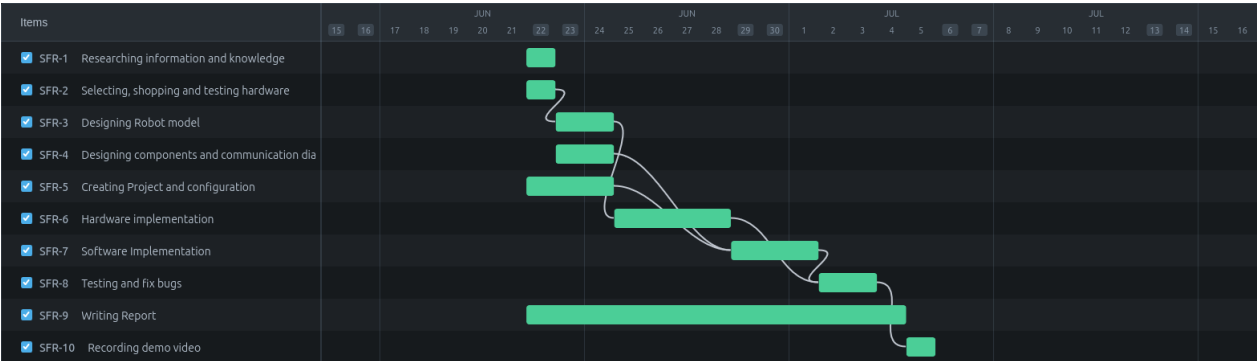 Items
JUN JUN JUL JUL
15 16 17 18 19 20 21 22 23 24 25 26 27 28 29 30 1 2 3 4 5 6 7 8 9 10 11 12 13 14 15 16
SFR-1 Researching information and knowledge
SFR-2 Selecting, shopping and testing hardware
SFR-3 Designing Robot model
SFR-4 Designing components and communication dia
SFR-5 Creating Project and configuration
SFR-6 Hardware implementation
SFR-7 Software Implementation
SFR-8 Testing and fix bugs
SFR-9 Writing Report
SFR-10 Recording demo video